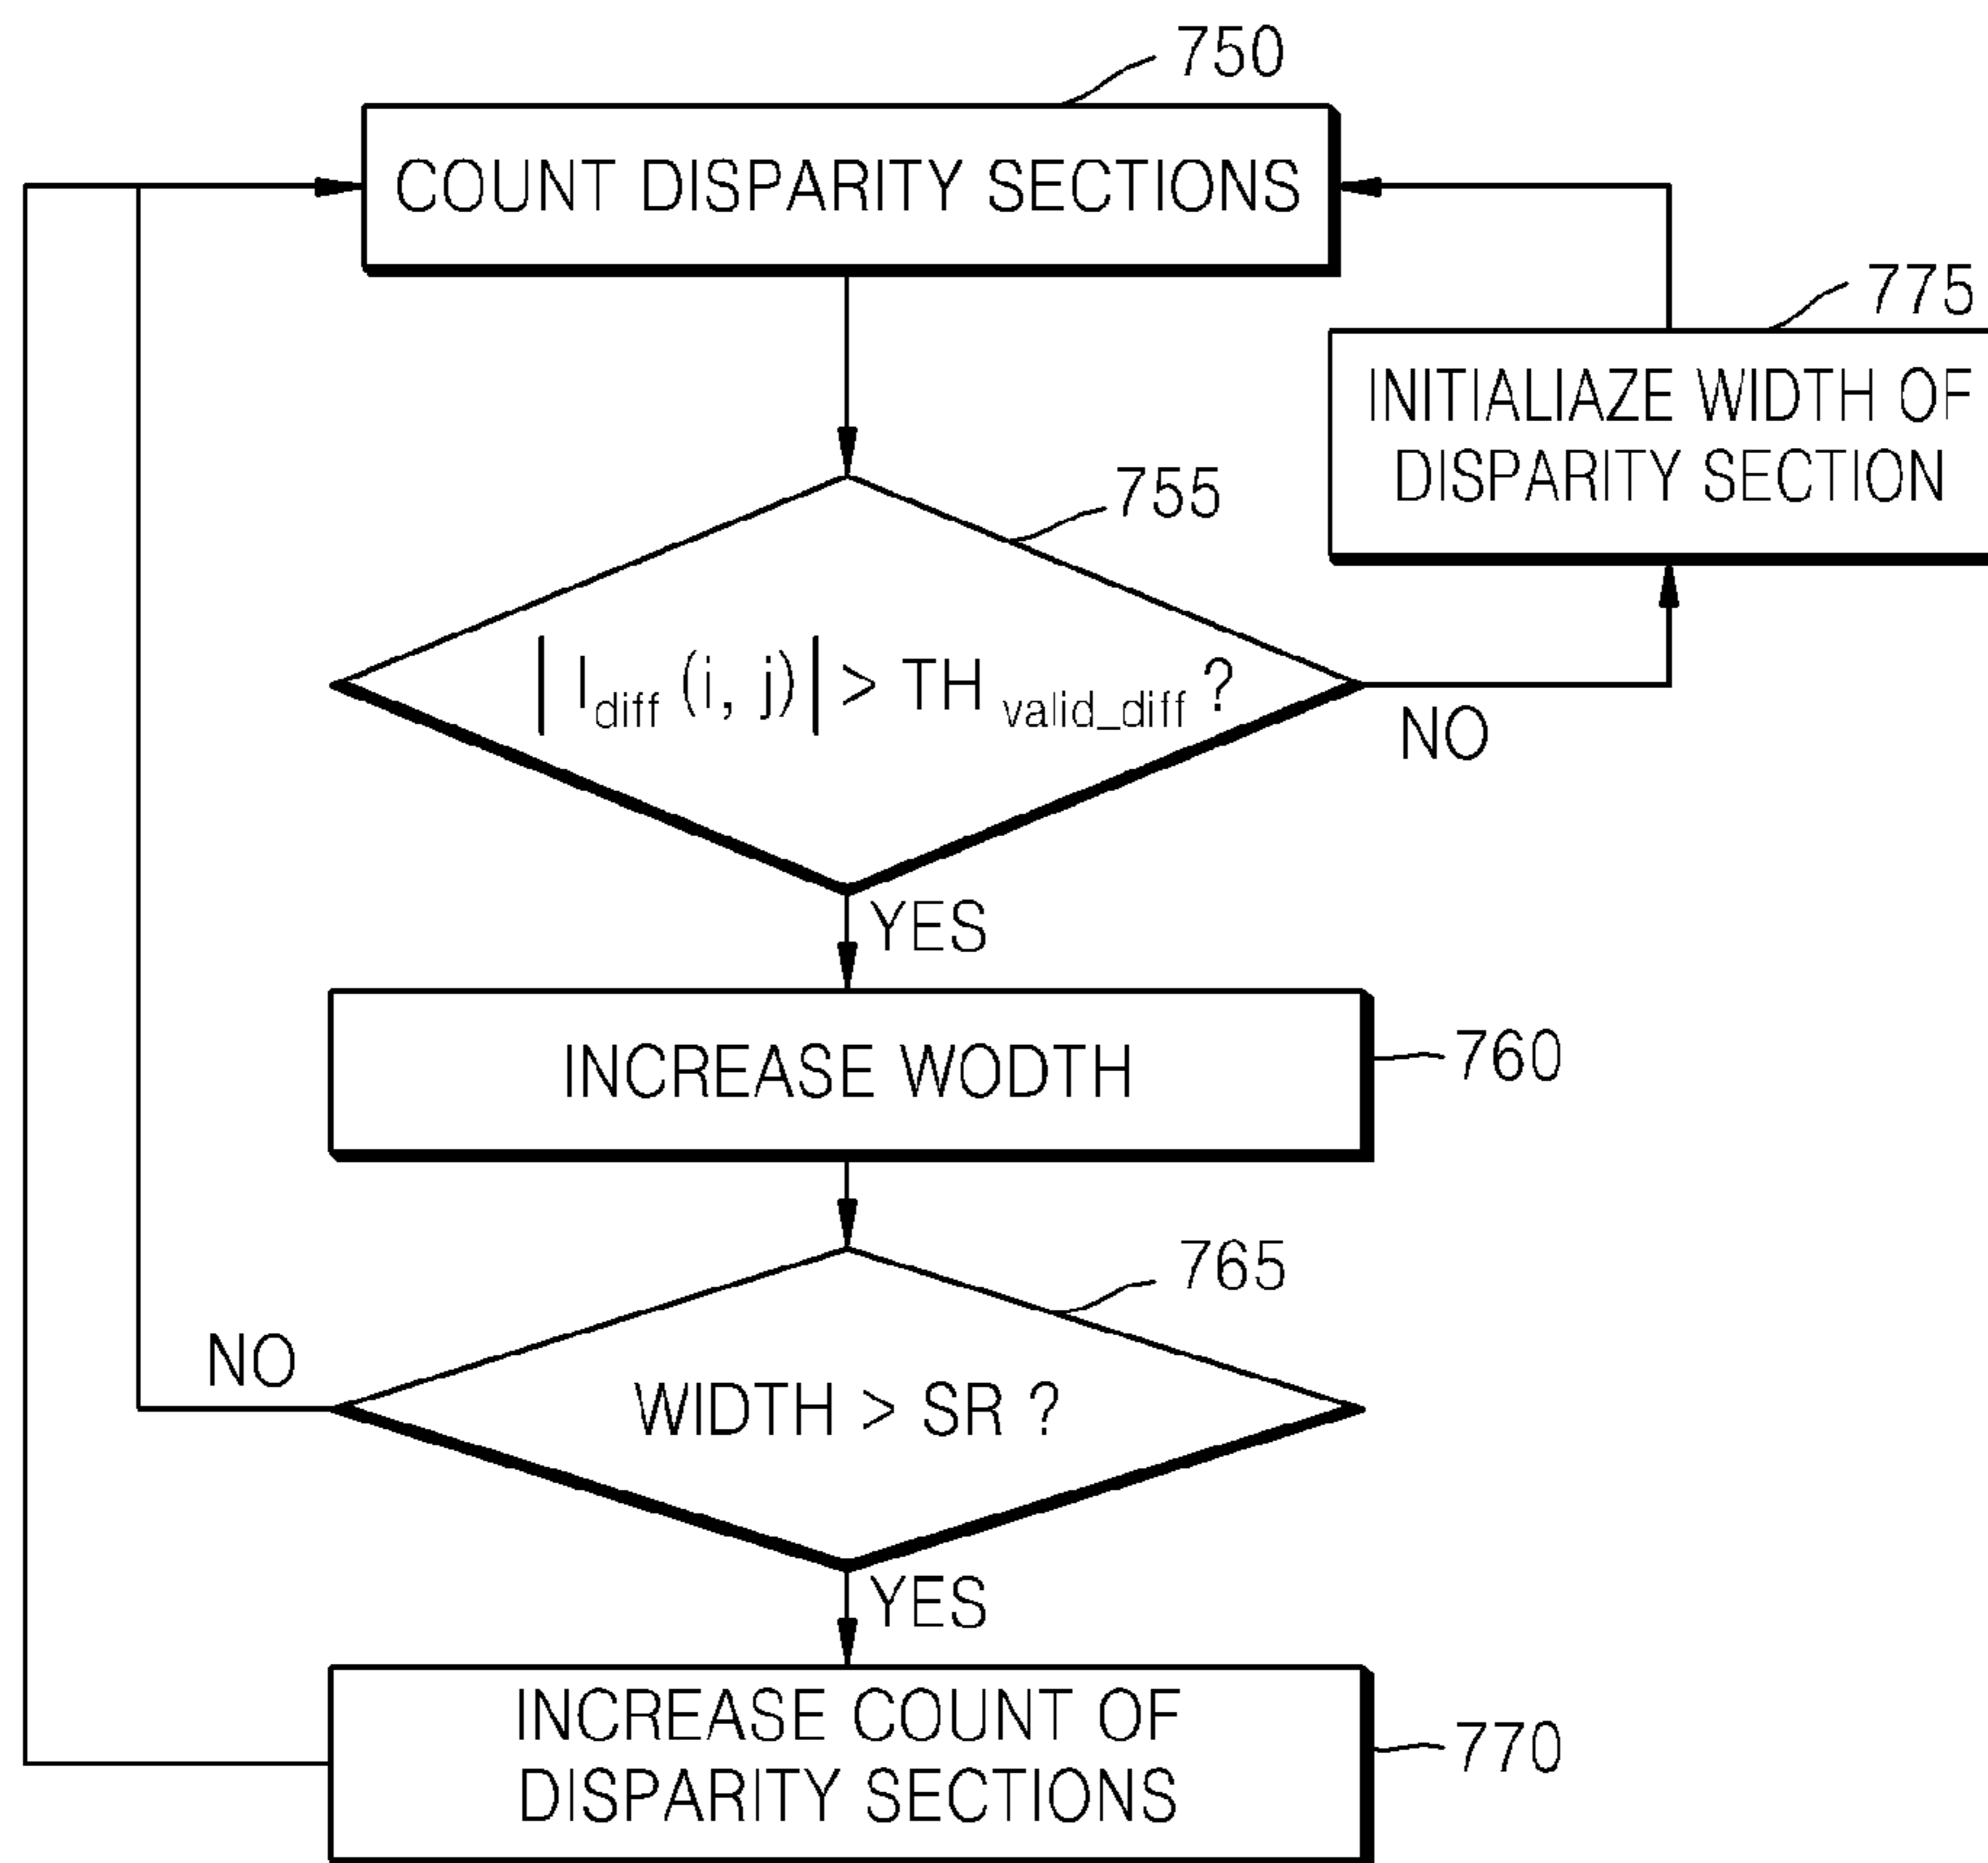 750
COUNT DISPARITY SECTIONS
775
INITIALIAZE WIDTH OF
DISPARITY SECTION
755
| I diff (i, j)| > TH valid_diff ?
NO
YES
INCREASE WODTH
760
765
NO
WIDTH > SR ?
YES
INCREASE COUNT OF
DISPARITY SECTIONS
770